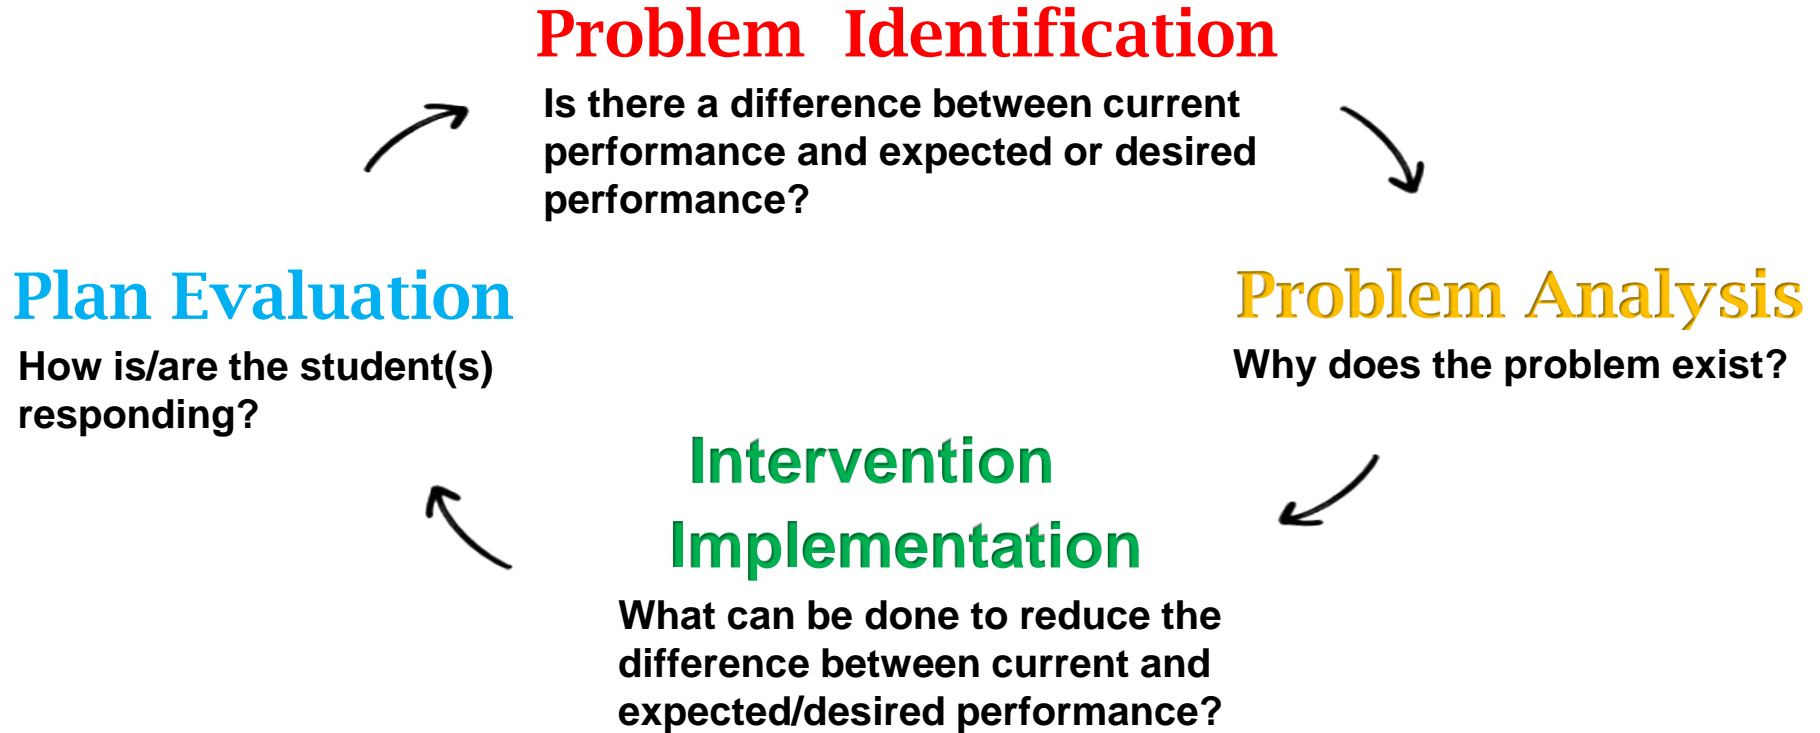 Problem Identification
Is there a difference between current
performance and expected or desired
performance?
Problem Analysis
Why does the problem exist?
Intervention
Implementation
What can be done to reduce the
difference between current and
expected/desired performance?
Plan Evaluation
How is/are the student(s)
responding?